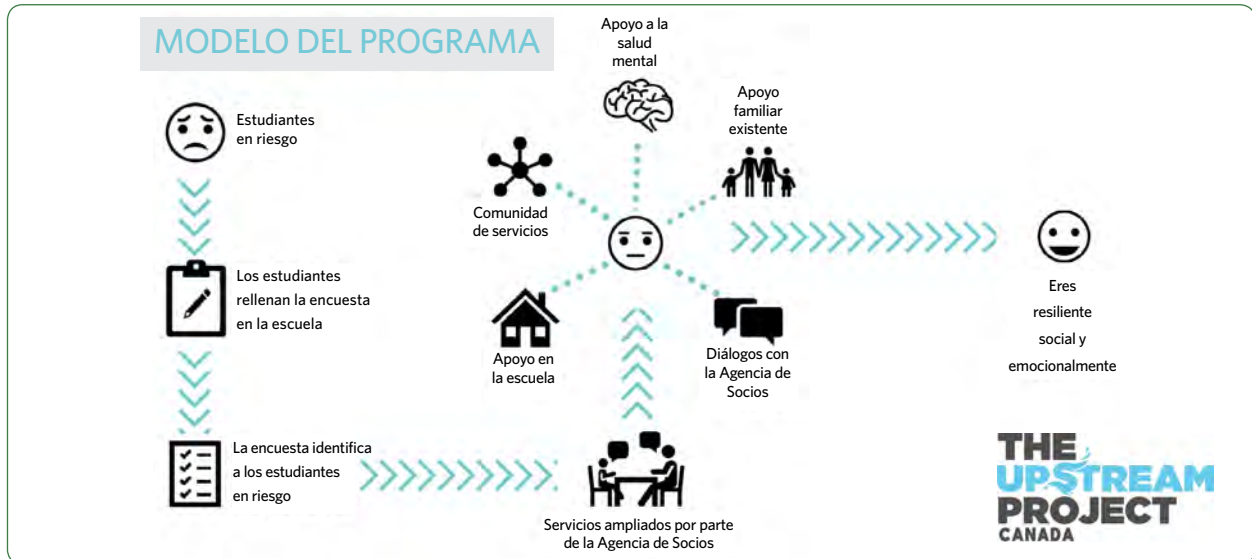 MODELO DEL PROGRAMA
Estudiantes
en riesgo
Los estudiantes
rellenan la encuesta
en la escuela
La encuesta identifica
a los estudiantes
en riesgo
Servicios ampliados por parte
de la Agencia de Socios
Apoyo a la
salud
mental
Apoyo
familiar
existente
Comunidad
de servicios
Apoyo en
la escuela
Diálogos con
la Agencia de
Socios
Eres
resiliente
social y
emocionalmente
THE
UPSTREAM
PROJECT
CANADA